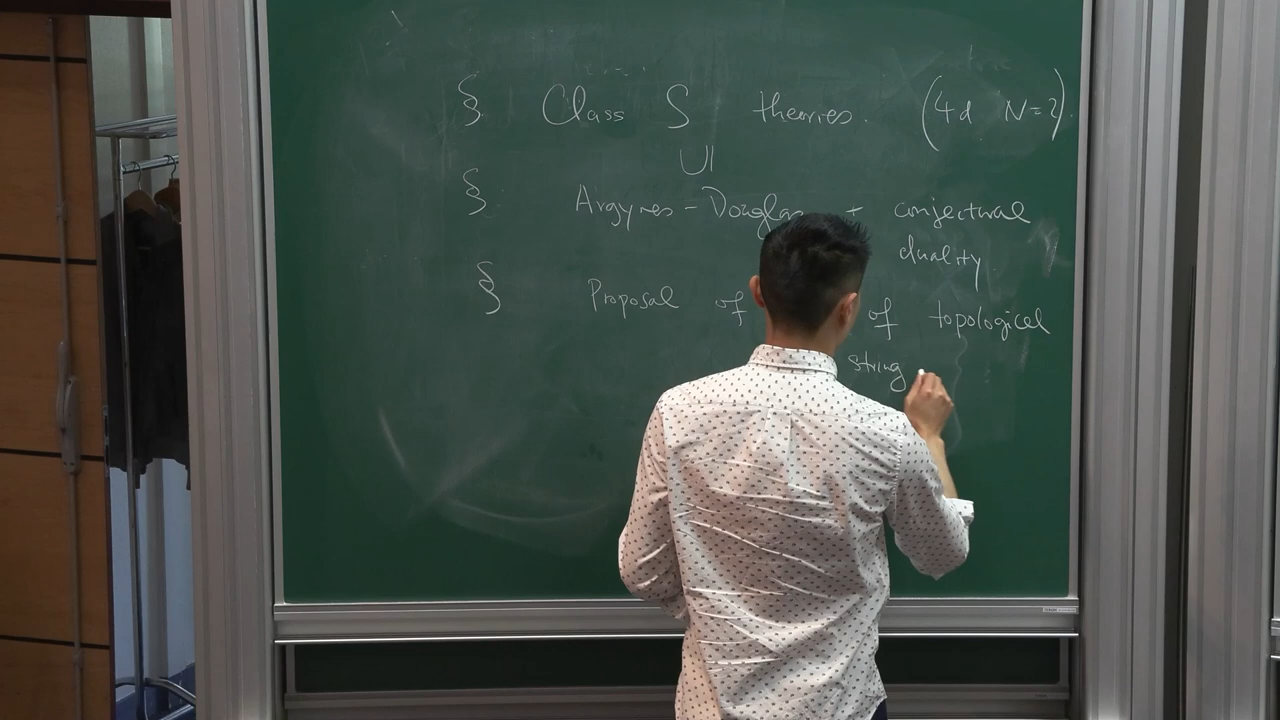 § Class S theories. (4d N=2).
∪|
§ Argyres - Douglas + conjectural
duality
§ Proposal of of topological
string